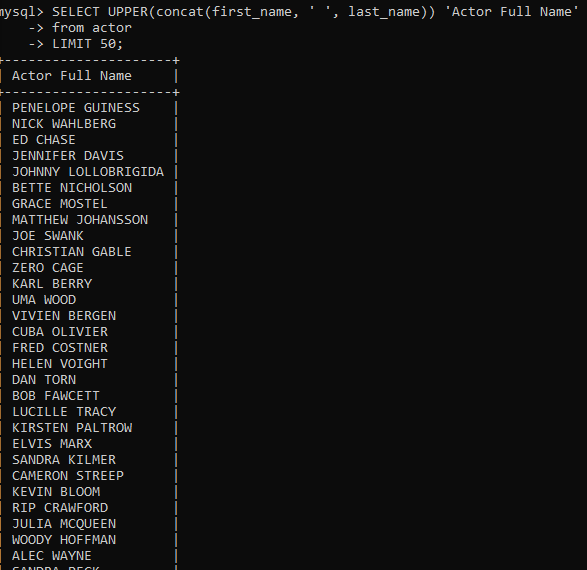 mysql> SELECT UPPER(concat(first_name, ' ', last_name)) 'Actor Full Name'
-> from actor
-> LIMIT 50;
+---------------------+
| Actor Full Name |
+---------------------+
| PENELOPE GUINESS |
| NICK WAHLBERG |
| ED CHASE |
| JENNIFER DAVIS |
| JOHNNY LOLLOBRIGIDA |
| BETTE NICHOLSON |
| GRACE MOSTEL |
| MATTHEW JOHANSSON |
| JOE SWANK |
| CHRISTIAN GABLE |
| ZERO CAGE |
| KARL BERRY |
| UMA WOOD |
| VIVIEN BERGEN |
| CUBA OLIVIER |
| FRED COSTNER |
| HELEN VOIGHT |
| DAN TORN |
| BOB FAWCETT |
| LUCILLE TRACY |
| KIRSTEN PALTROW |
| ELVIS MARX |
| SANDRA KILMER |
| CAMERON STREEP |
| KEVIN BLOOM |
| RIP CRAWFORD |
| JULIA MCQUEEN |
| WOODY HOFFMAN |
| ALEC WAYNE |
| SANDRA PECK |